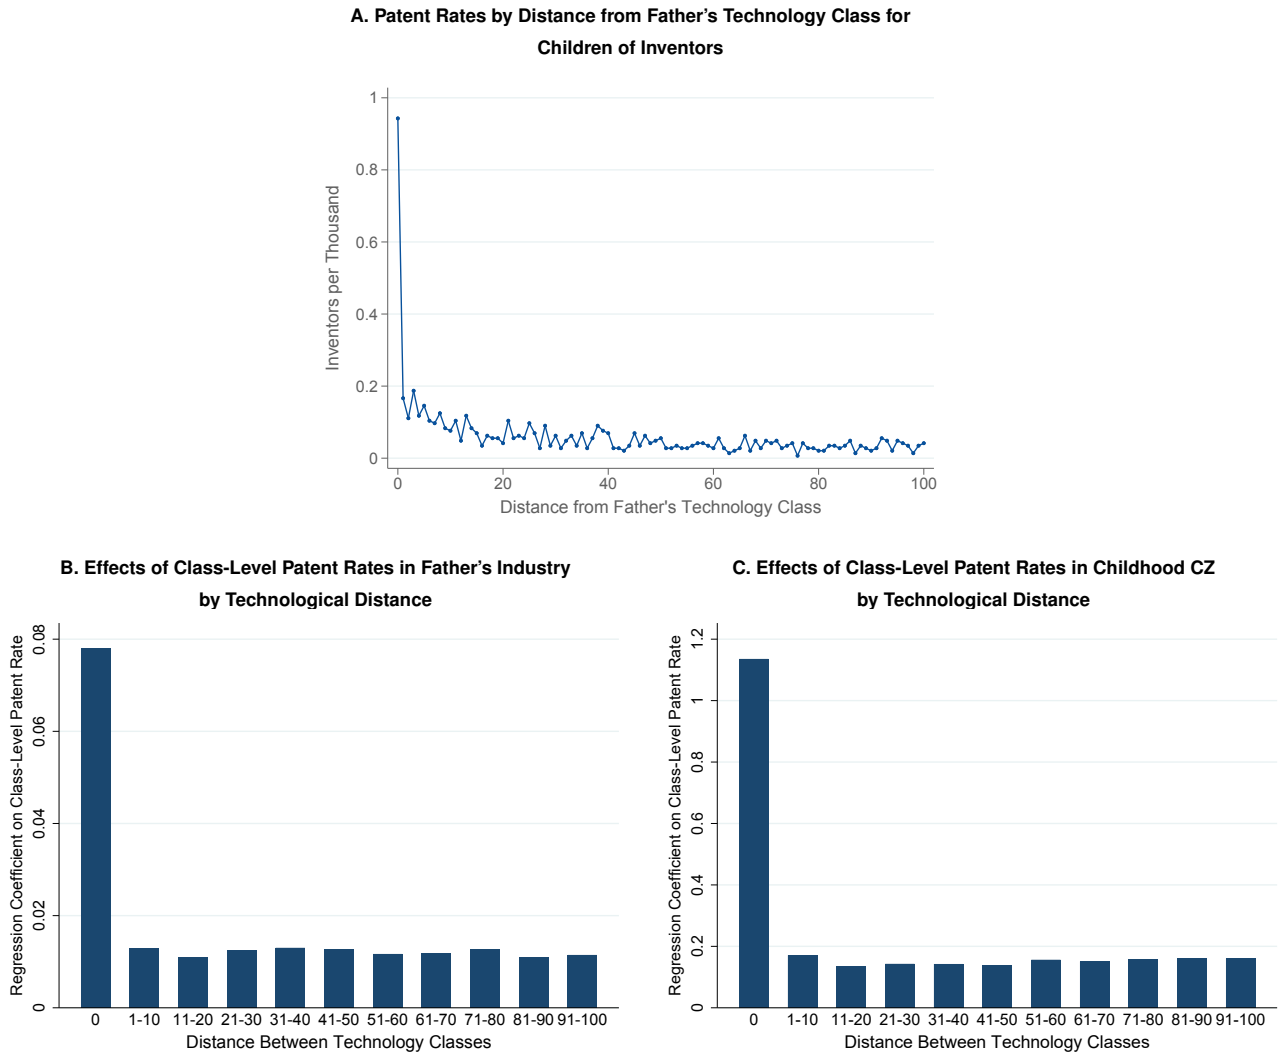 A. Patent Rates by Distance from Father's Technology Class for
Children of Inventors
1
0.8
0.6
0.4
0.2
0
Inventors per Thousand
0 20 40 60 80 100
Distance from Father's Technology Class
B. Effects of Class-Level Patent Rates in Father's Industry
by Technological Distance
Regression Coefficient on Class-Level Patent Rate
0.08
0.06
0.04
0.02
0
0 1-10 11-20 21-30 31-40 41-50 51-60 61-70 71-80 81-90 91-100
Distance Between Technology Classes
C. Effects of Class-Level Patent Rates in Childhood CZ
by Technological Distance
Regression Coefficient on Class-Level Patent Rate
1.2
1
0.8
0.6
0.4
0.2
0
0 1-10 11-20 21-30 31-40 41-50 51-60 61-70 71-80 81-90 91-100
Distance Between Technology Classes